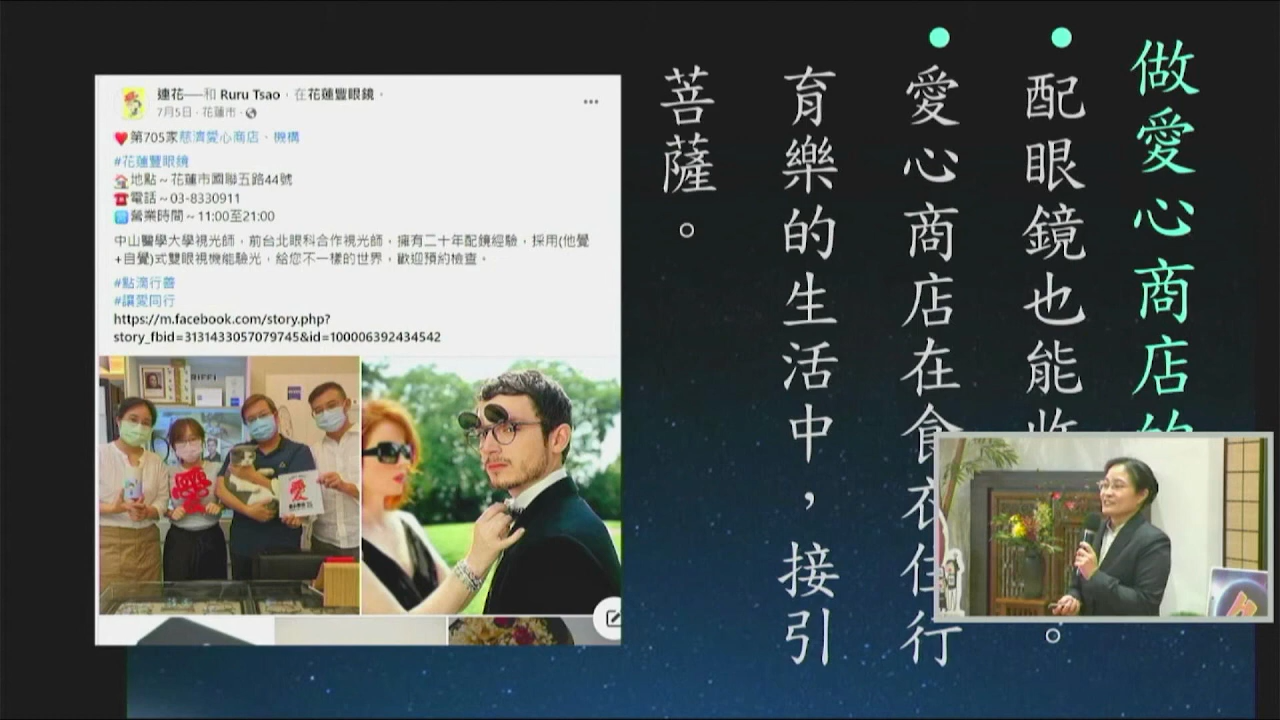 做愛心商店的
配眼鏡也能收
。
愛心商店在食衣住行
育樂的生活中，接引
菩薩。
連花──和 Ruru Tsao，在花蓮豐眼鏡。
7月5日 · 花蓮市 ·
第705家慈濟愛心商店、機構
#花蓮豐眼鏡
地點～花蓮市國聯五路44號
電話～03-8330911
營業時間～11:00至21:00
中山醫學大學視光師，前台北眼科合作視光師，擁有二十年配鏡經驗，採用(他覺
+自覺)式雙眼視機能驗光，給您不一樣的世界，歡迎預約檢查。
#點滴行善
#讓愛同行
https://m.facebook.com/story.php?
story_fbid=3131433057079745&id=100006392434542